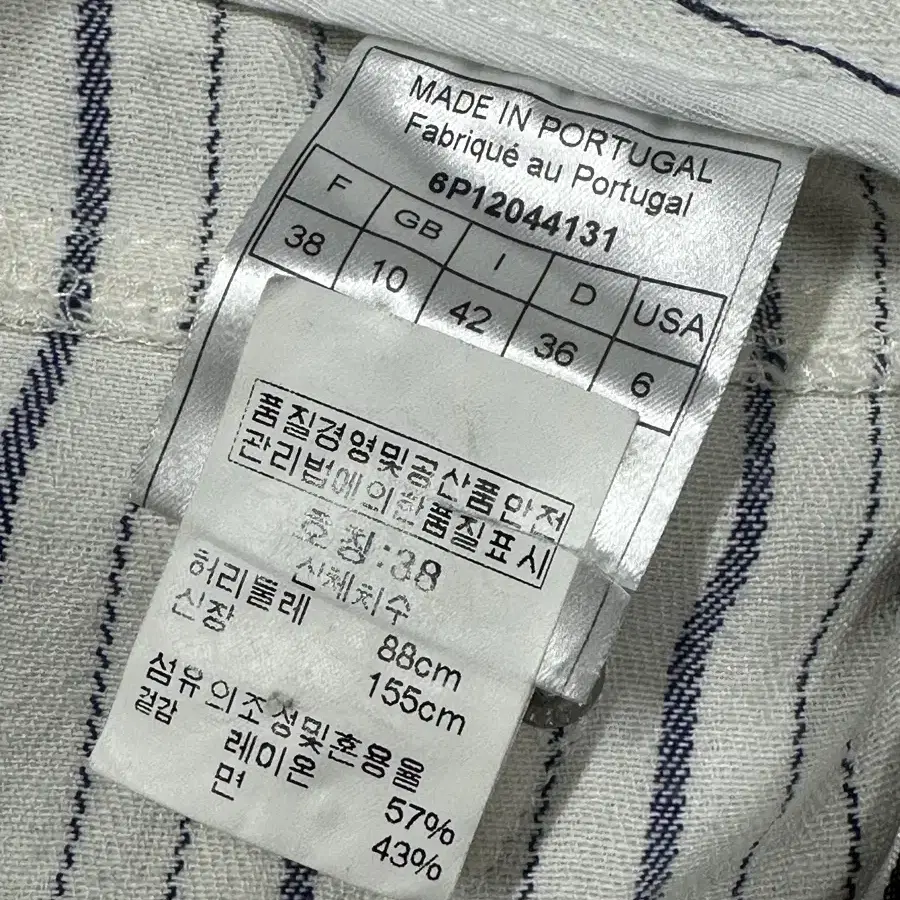 MADE IN PORTUGAL
Fabriqué au Portugal
6P12044131
F GB I D USA
38 10 42 36 6
품질경영및공산품안전
관리법에의한품질표시
호칭:38
신체치수
허리둘레 88cm
신장 155cm
섬유의조성및혼용율
겉감
레이온 57%
면 43%